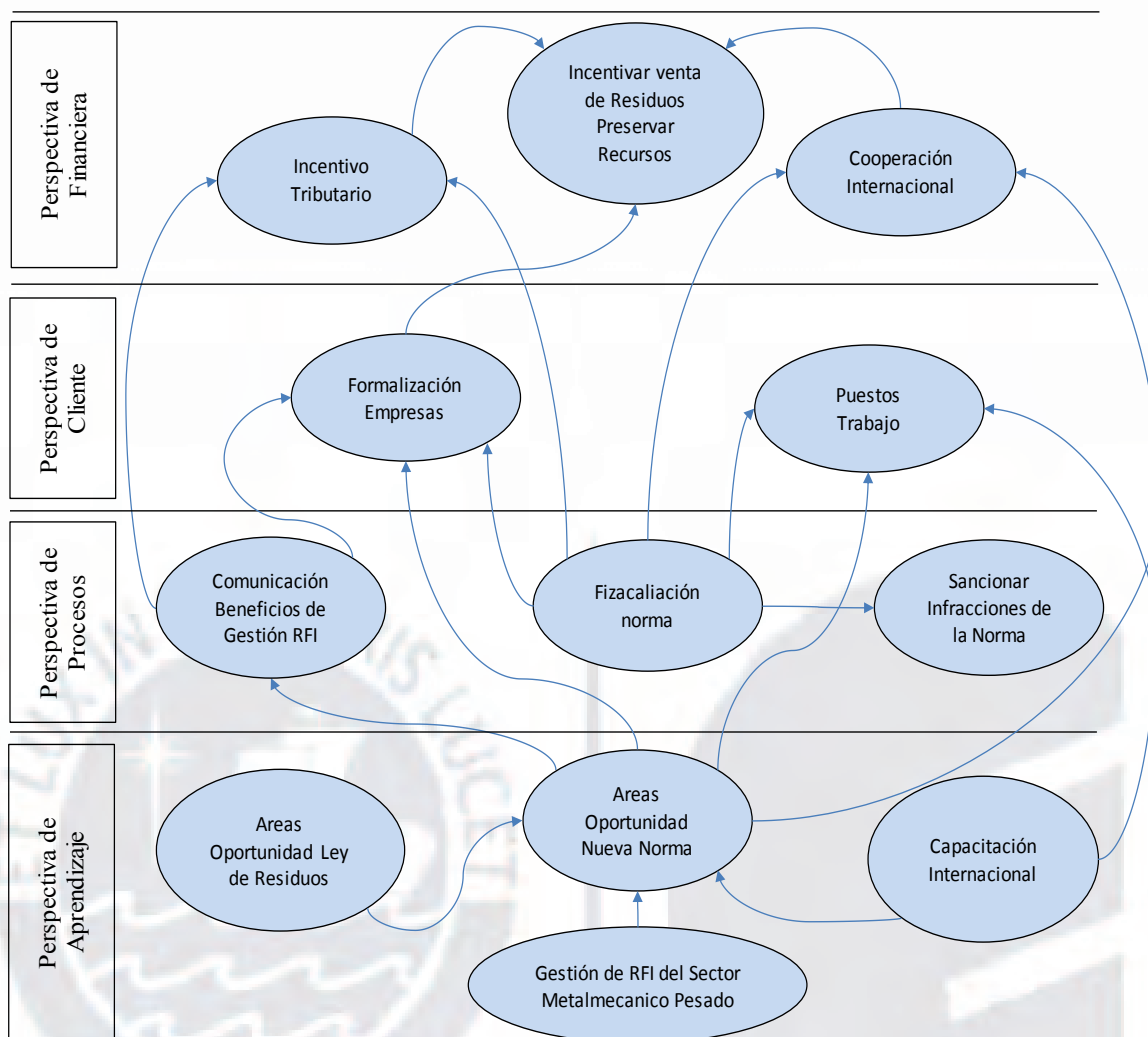 Perspectiva de
Financiera
Incentivar venta
de Residuos
Preservar
Recursos
Incentivo
Tributario
Cooperación
Internacional
Perspectiva de
Cliente
Formalización
Empresas
Puestos
Trabajo
Perspectiva de
Procesos
Comunicación
Beneficios de
Gestión RFI
Fizacaliación
norma
Sancionar
Infracciones de
la Norma
Perspectiva de
Aprendizaje
Areas
Oportunidad Ley
de Residuos
Areas
Oportunidad
Nueva Norma
Capacitación
Internacional
Gestión de RFI del Sector
Metalmecanico Pesado